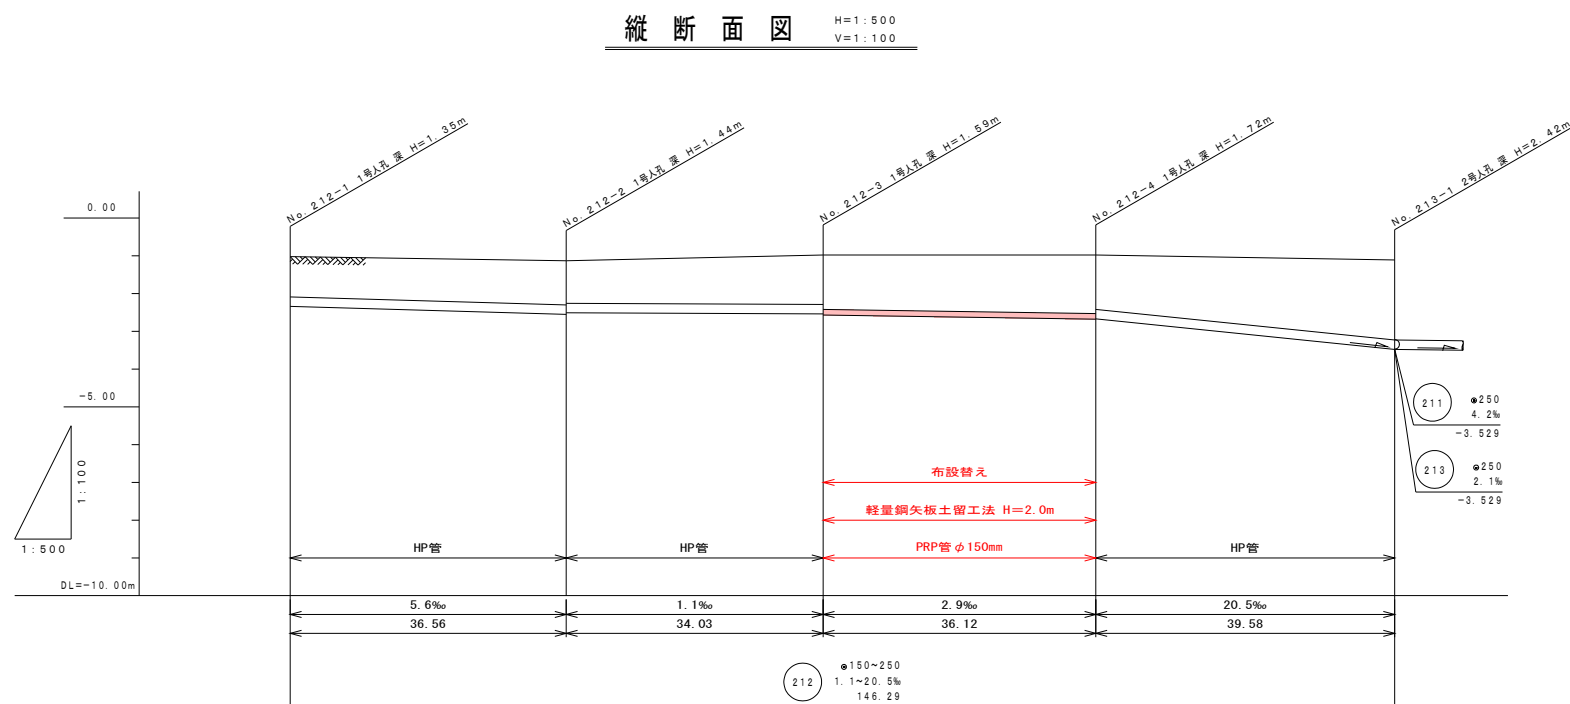 縦断面図
H=1:500
V=1:100
No.212-1 1号人孔 深 H=1.35m
No.212-2 1号人孔 深 H=1.44m
No.212-3 1号人孔 深 H=1.59m
No.212-4 1号人孔 深 H=1.72m
No.213-1 2号人孔 深 H=2.42m
0.00
-5.00
1:100
1:500
DL=-10.00m
211
◎250
4.2‰
-3.529
213
◎250
2.1‰
-3.529
布設替え
軽量鋼矢板土留工法 H=2.0m
HP管
HP管
PRP管φ150mm
HP管
5.6‰
1.1‰
2.9‰
20.5‰
36.56
34.03
36.12
39.58
212
◎150~250
1.1~20.5‰
146.29